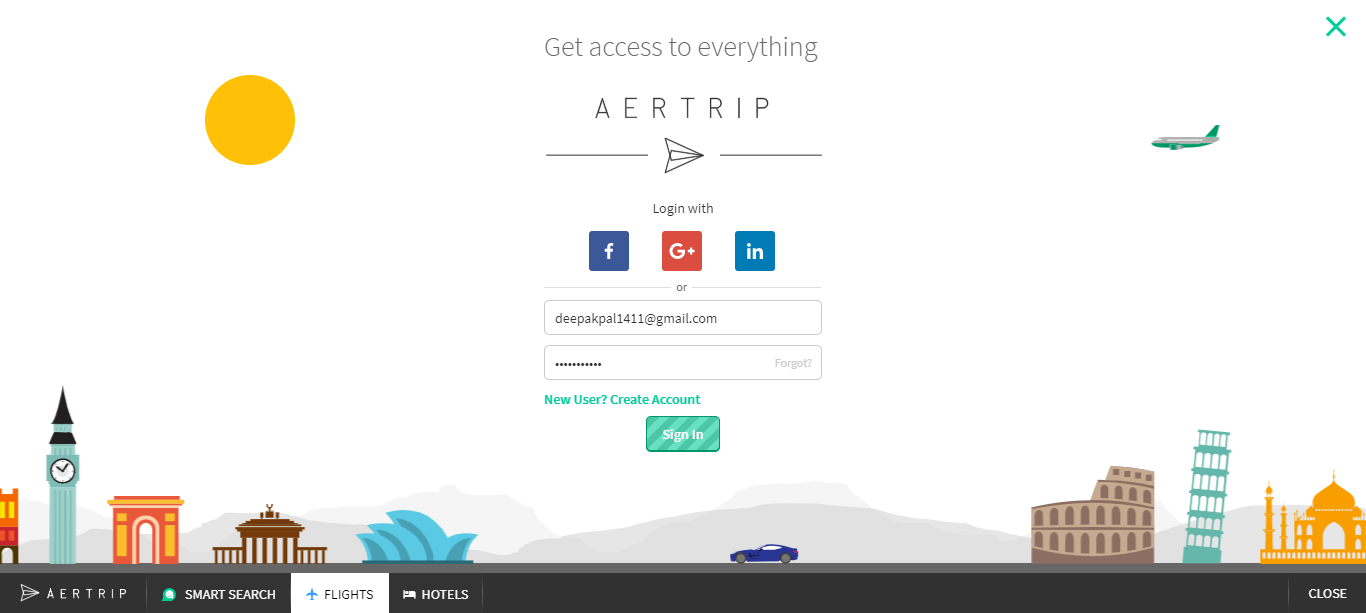 Get access to everything
AERTRIP
Login with
f G+ in
or
deepakpal1411@gmail.com
••••••••••• Forgot?
New User? Create Account
Sign In
AERTRIP SMART SEARCH FLIGHTS HOTELS CLOSE